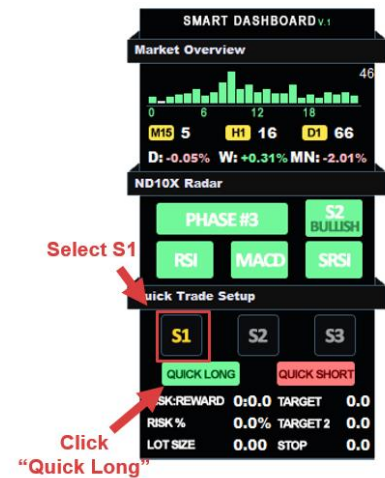 SMART DASHBOARD V.1
Market Overview
46
0 6 12 18
M15 5 H1 16 D1 66
D: -0.05% W: +0.31% MN: -2.01%
ND10X Radar
PHASE #3 S2
BULLISH
RSI MACD SRSI
Select S1
uick Trade Setup
S1 S2 S3
QUICK LONG QUICK SHORT
SK:REWARD 0:0.0 TARGET 0.0
RISK % 0.0% TARGET 2 0.0
LOT SIZE 0.00 STOP 0.0
Click
“Quick Long”